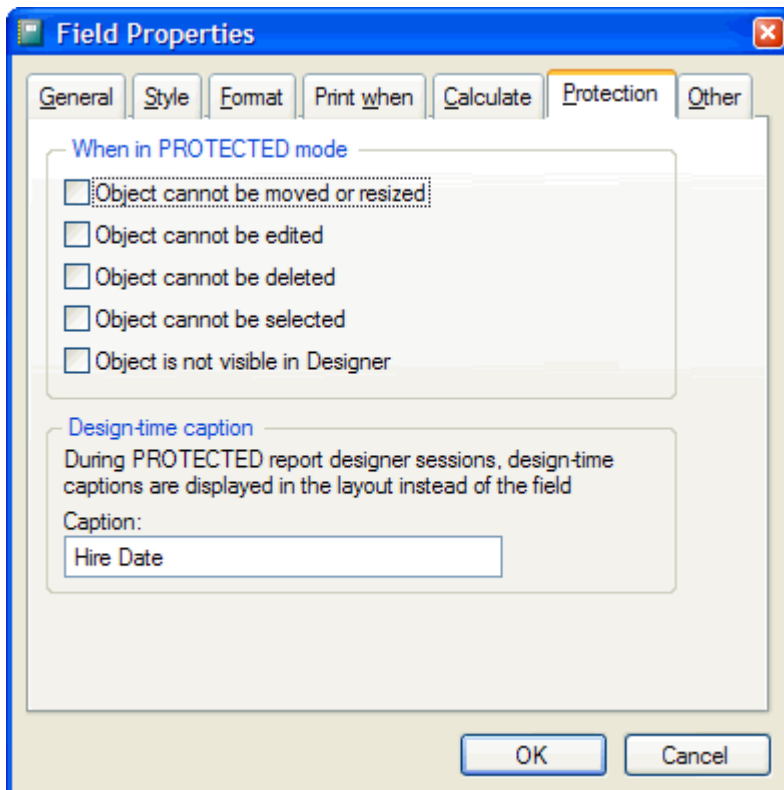 Field Properties
General Style Format Print when Calculate Protection Other
When in PROTECTED mode
Object cannot be moved or resized
Object cannot be edited
Object cannot be deleted
Object cannot be selected
Object is not visible in Designer
Design-time caption
During PROTECTED report designer sessions, design-time
captions are displayed in the layout instead of the field
Caption:
Hire Date
OK Cancel